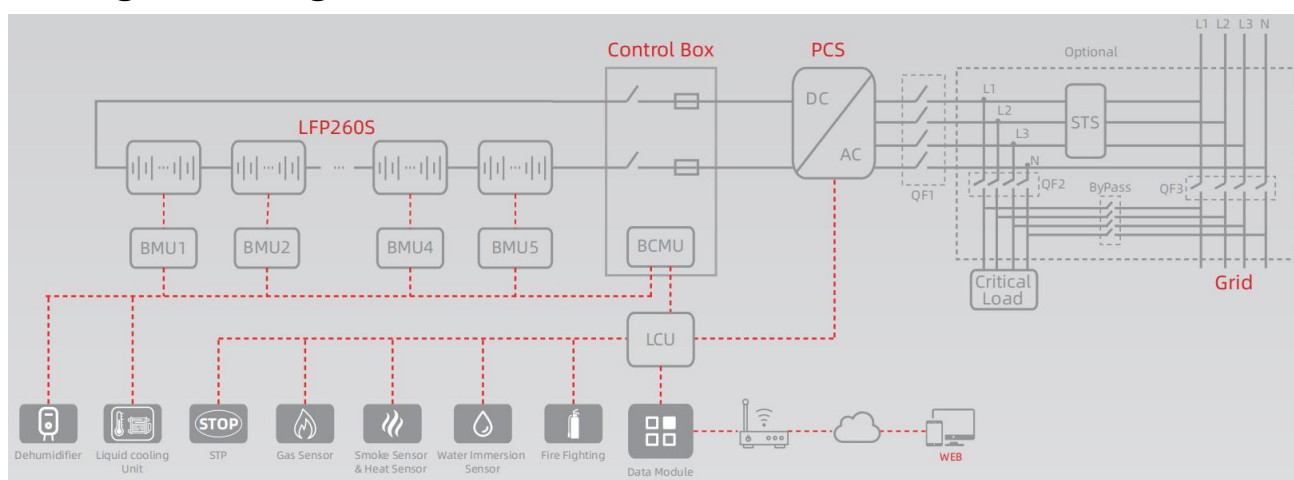 L1 L2 L3 N
Control Box
PCS
Optional
DC
L1
LFP260S
L2
STS
L3
AC
N
... ... ... ... ...
QF1
QF2
ByPass
QF3
BMU1
BMU2
BMU4
BMU5
BCMU
Critical
Load
Grid
LCU
STOP
Dehumidifier
Liquid cooling
Unit
STP
Gas Sensor
Smoke Sensor
& Heat Sensor
Water Immersion
Sensor
Fire Fighting
Data Module
WEB